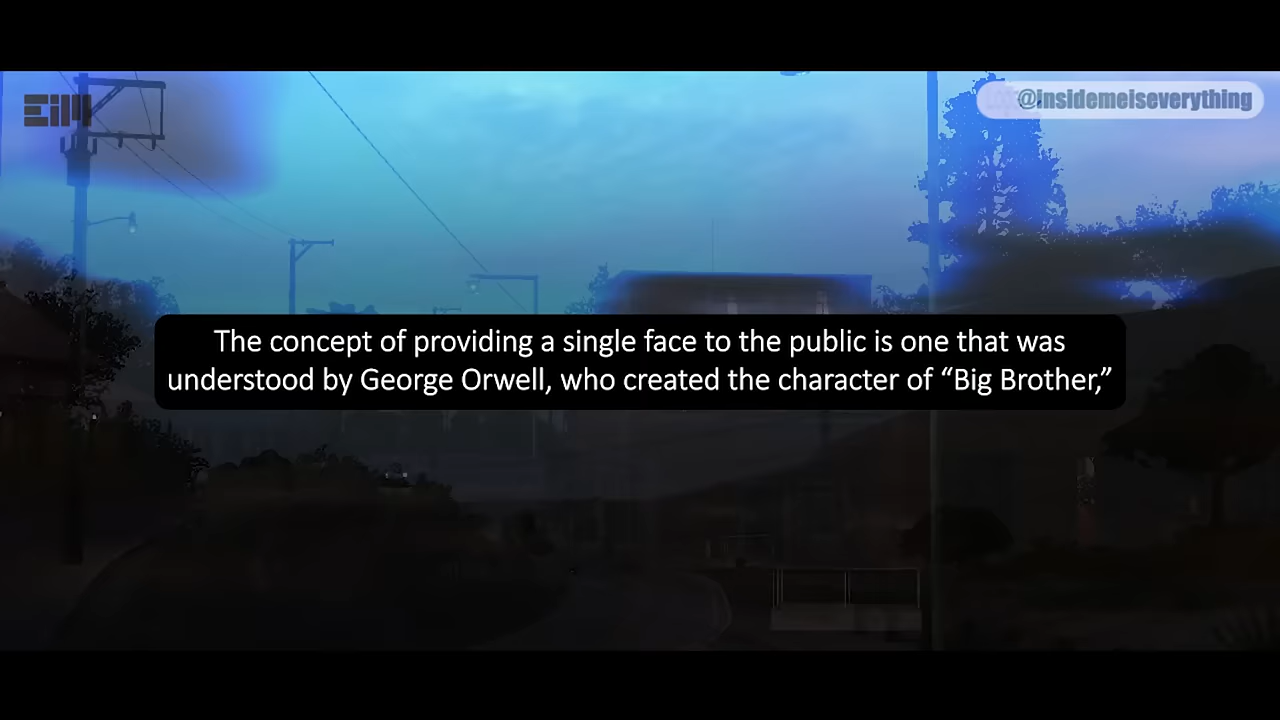 EiM
@insidemeiseverything
The concept of providing a single face to the public is one that was
understood by George Orwell, who created the character of “Big Brother,”